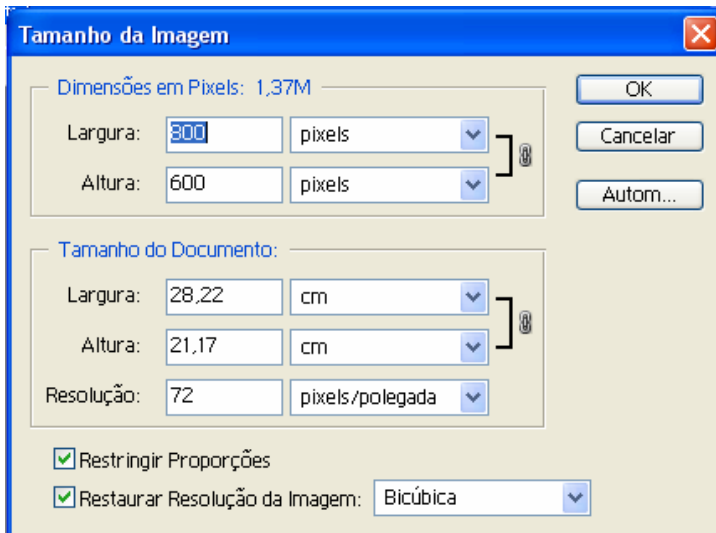 Tamanho da Imagem
Dimensões em Pixels: 1,37M
OK
Largura: 800 pixels
Cancelar
Altura: 600 pixels
Autom...
Tamanho do Documento:
Largura: 28,22 cm
Altura: 21,17 cm
Resolução: 72 pixels/polegada
Restringir Proporções
Restaurar Resolução da Imagem: Bicúbica